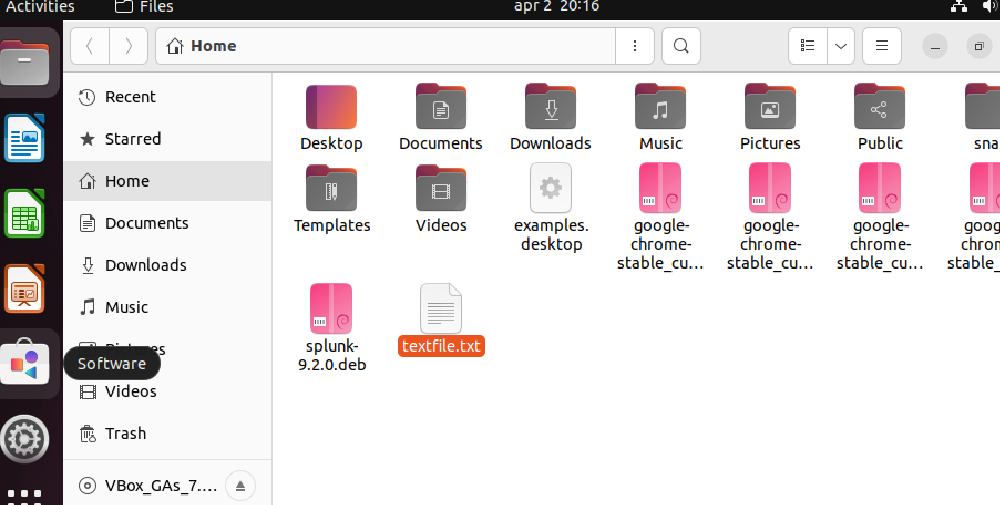 Activities
Files
apr 2 20:16
Home
Recent
Starred
Home
Documents
Downloads
Music
Pictures
Software
Videos
Trash
VBox_GAs_7....
Desktop
Documents
Downloads
Music
Pictures
Public
sna
Templates
Videos
examples.
desktop
google-
chrome-
stable_cu...
google-
chrome-
stable_cu...
google-
chrome-
stable_cu...
goog
chron
stable_
splunk-
9.2.0.deb
textfile.txt